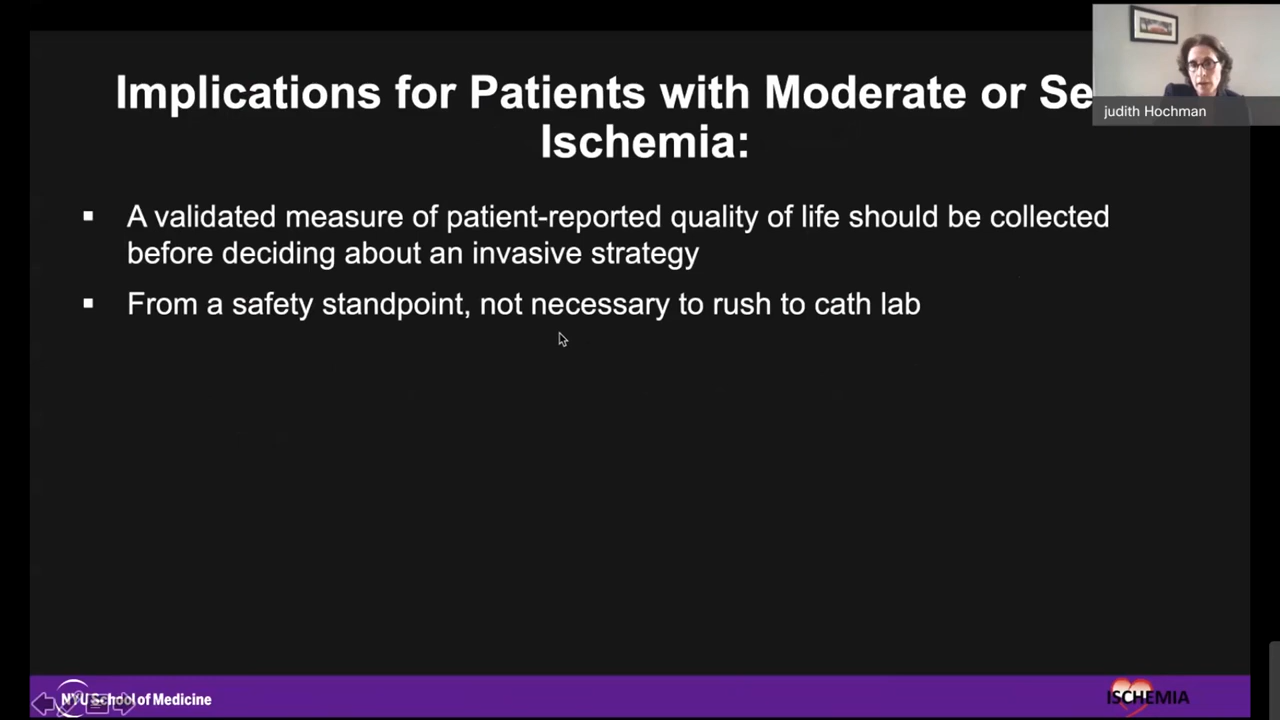 Implications for Patients with Moderate or Se
Ischemia:
judith Hochman
▪ A validated measure of patient-reported quality of life should be collected
before deciding about an invasive strategy
▪ From a safety standpoint, not necessary to rush to cath lab
NYU School of Medicine
ISCHEMIA